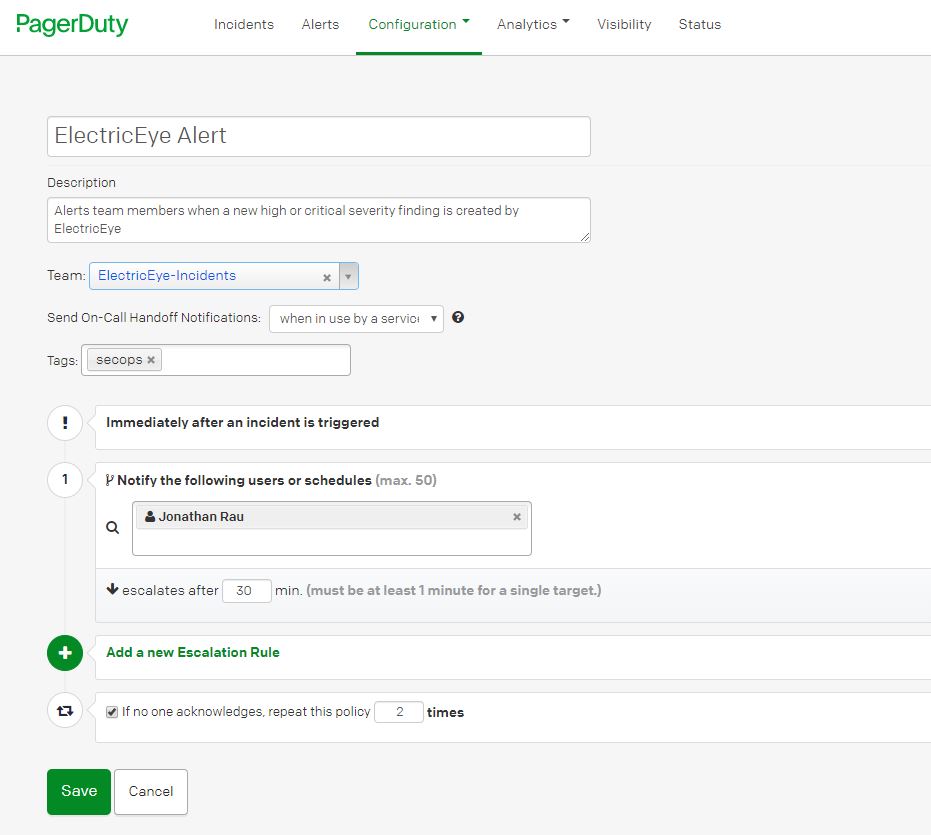 PagerDuty
Incidents Alerts Configuration Analytics Visibility Status
ElectricEye Alert
Description
Alerts team members when a new high or critical severity finding is created by
ElectricEye
Team: ElectricEye-Incidents
Send On-Call Handoff Notifications: when in use by a servic
Tags: secops
! Immediately after an incident is triggered
1 Notify the following users or schedules (max. 50)
Jonathan Rau
escalates after 30 min. (must be at least 1 minute for a single target.)
Add a new Escalation Rule
If no one acknowledges, repeat this policy 2 times
Save Cancel